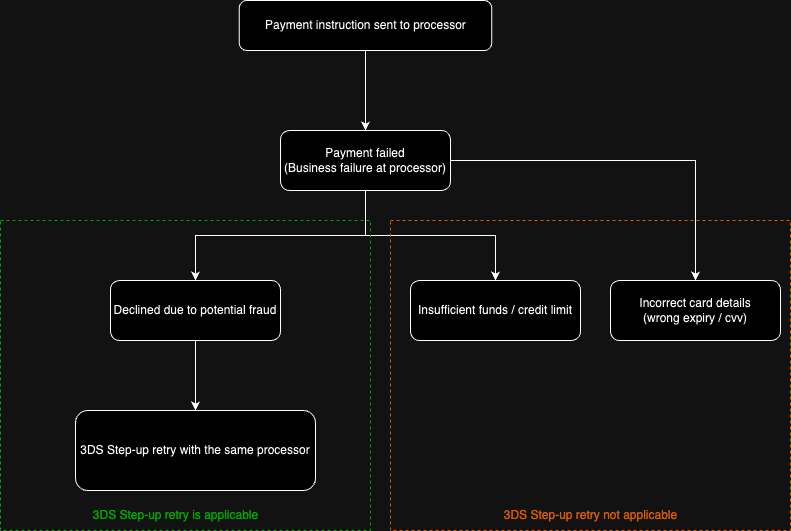 Payment instruction sent to processor
Payment failed
(Business failure at processor)
Declined due to potential fraud
Insufficient funds / credit limit
Incorrect card details
(wrong expiry / cvv)
3DS Step-up retry with the same processor
3DS Step-up retry is applicable
3DS Step-up retry not applicable